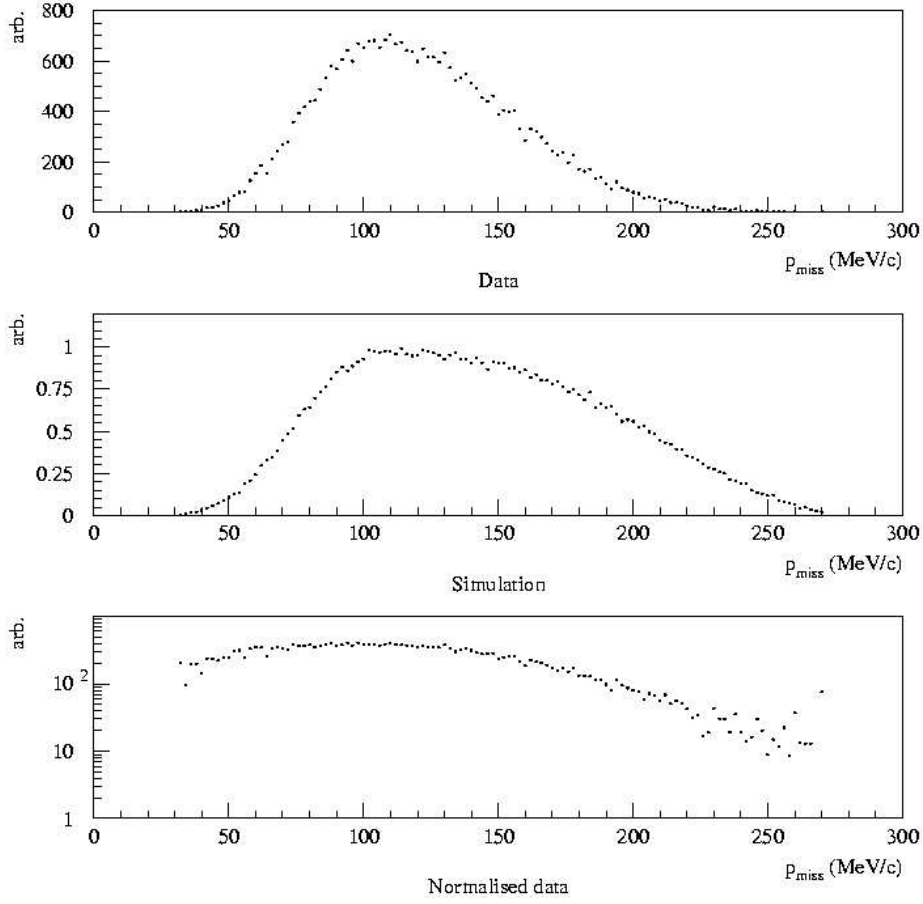 arb.
800
600
400
200
0
0 50 100 150 200 250 300
p_miss (MeV/c)
Data
arb.
1
0.75
0.5
0.25
0
0 50 100 150 200 250 300
p_miss (MeV/c)
Simulation
arb.
10^2
10
1
0 50 100 150 200 250 300
p_miss (MeV/c)
Normalised data